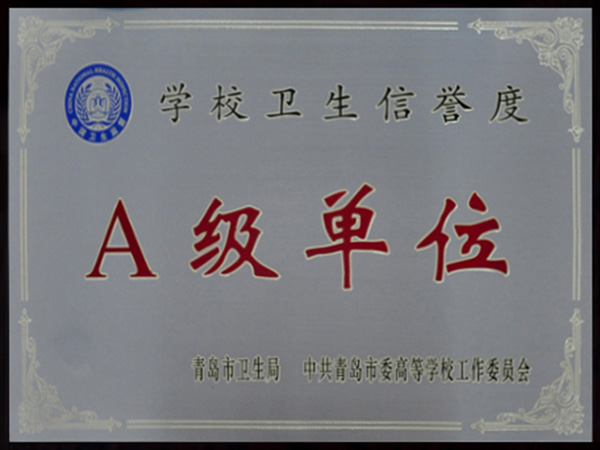 学校卫生信誉度
A级单位
青岛市卫生局 中共青岛市委高等学校工作委员会